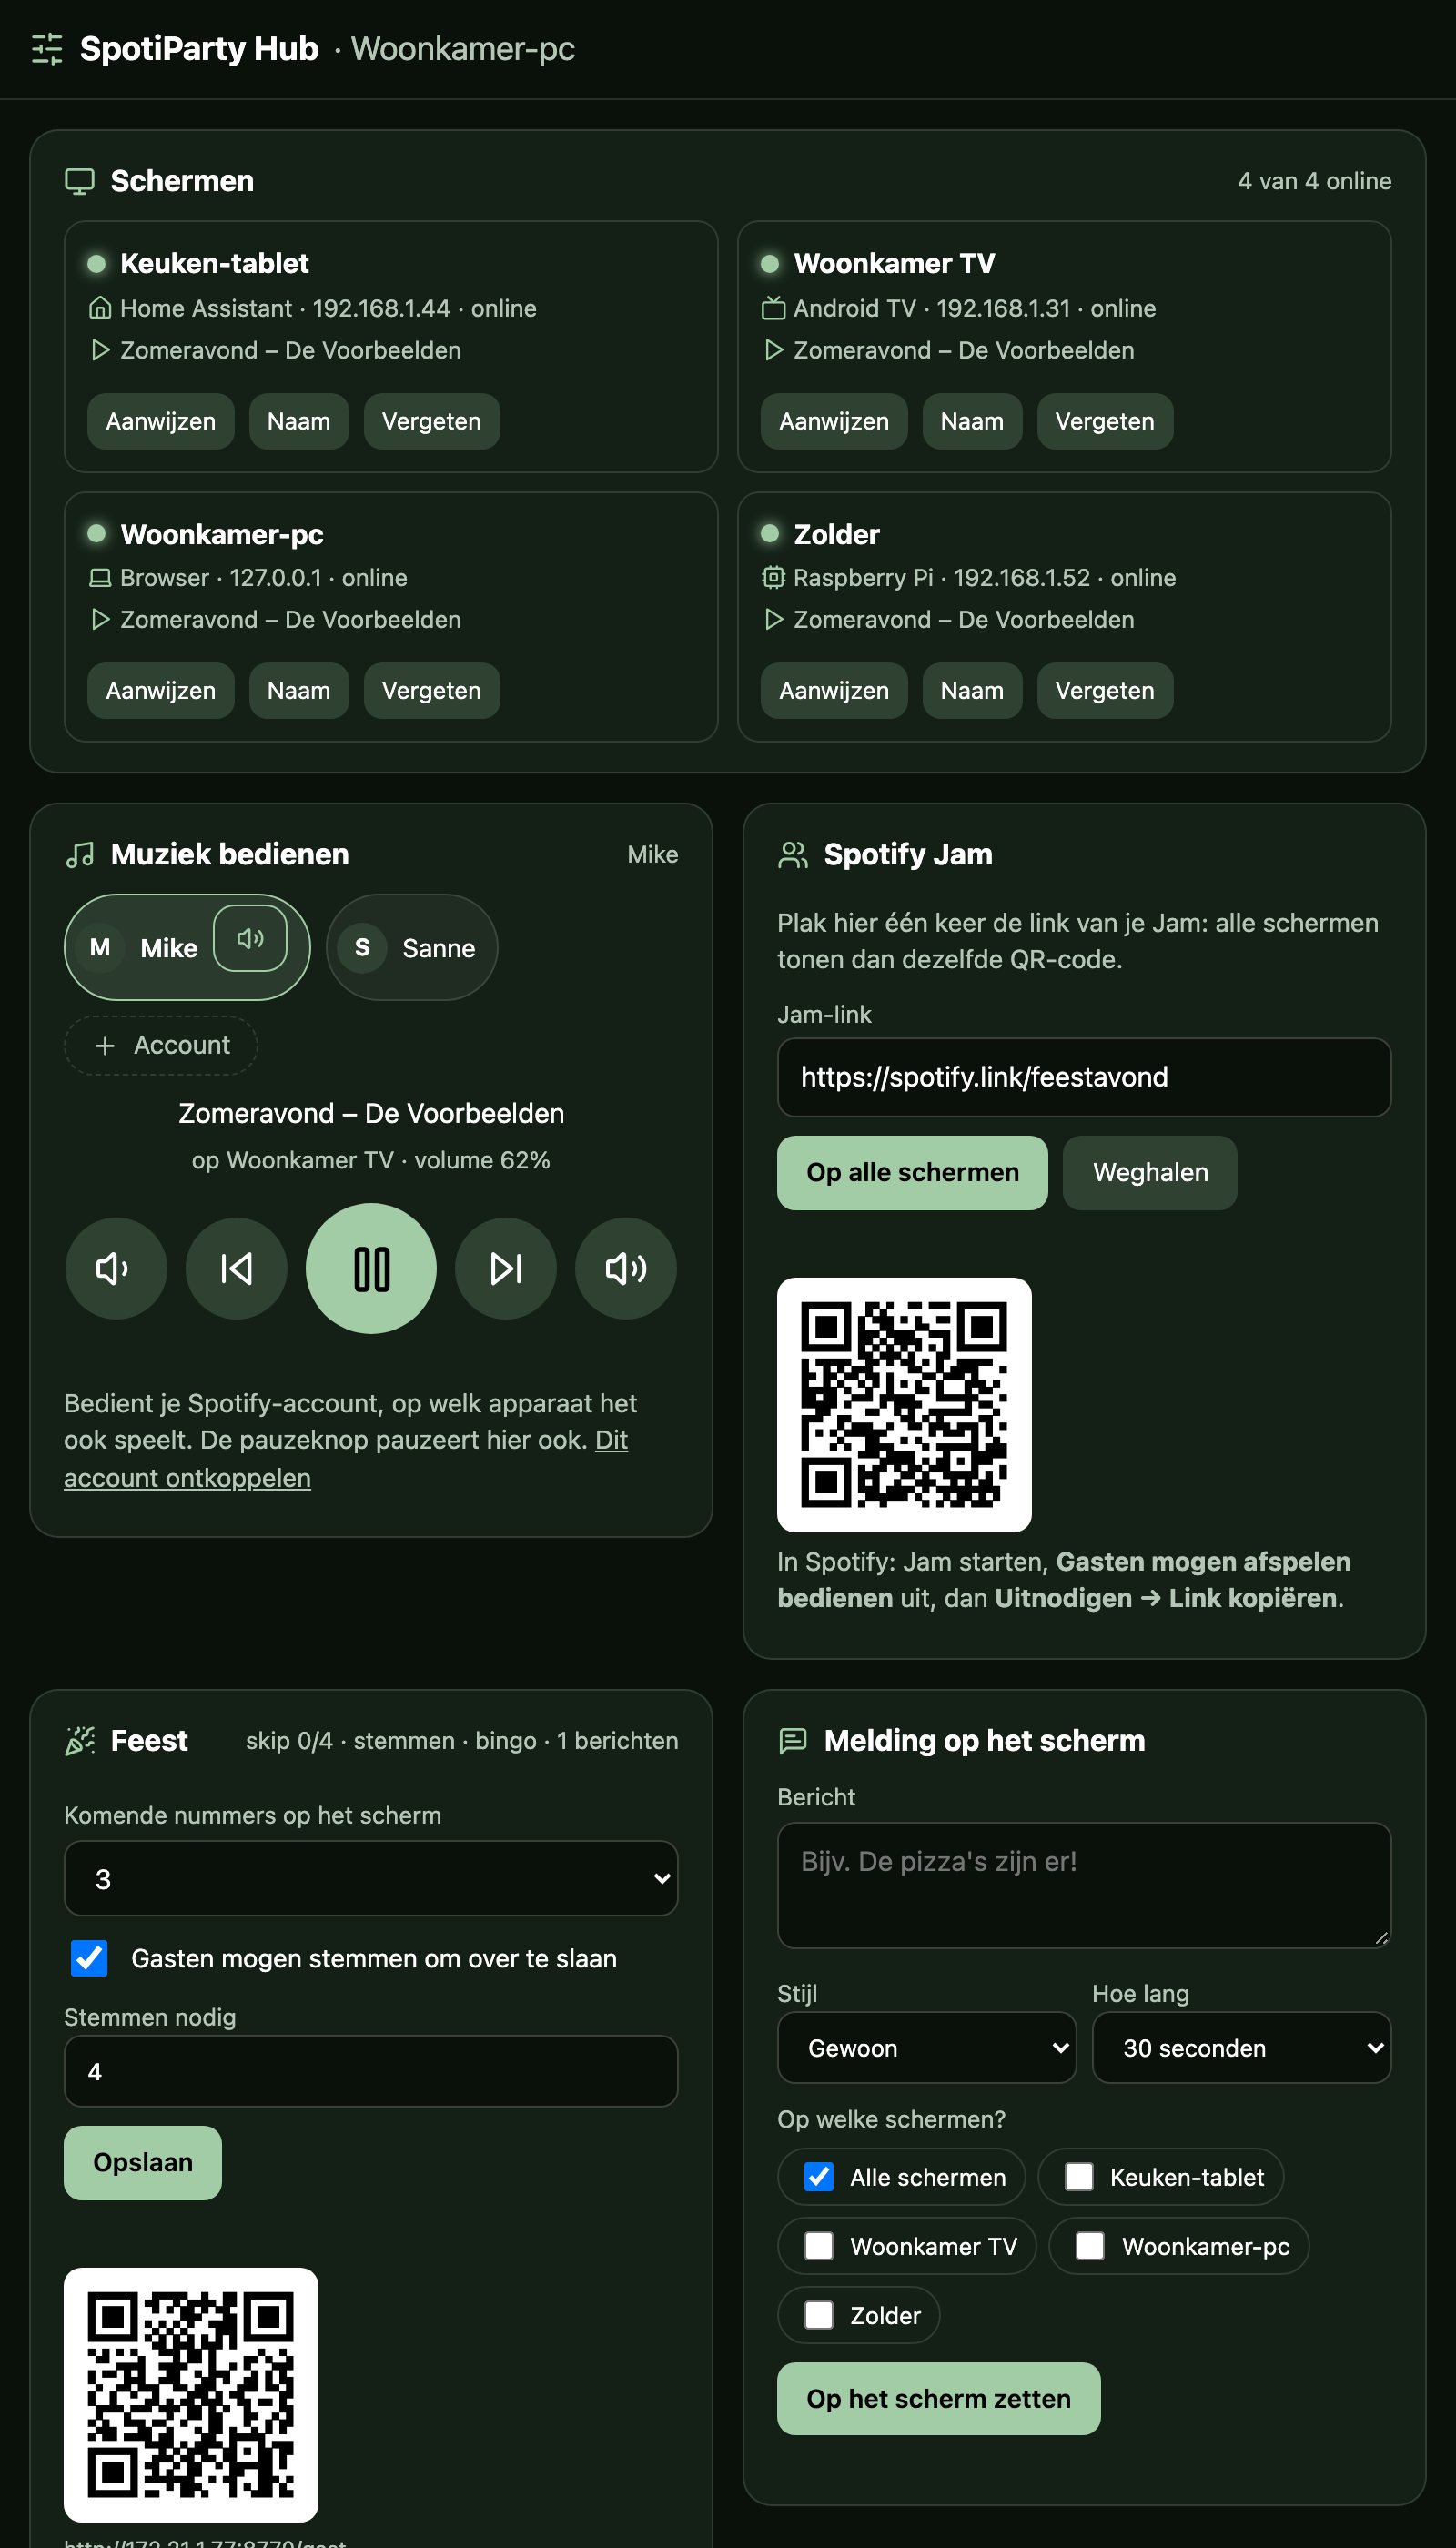 SpotiParty Hub · Woonkamer-pc
Schermen
4 van 4 online
Keuken-tablet
Home Assistant · 192.168.1.44 · online
Zomeravond – De Voorbeelden
Aanwijzen Naam Vergeten
Woonkamer TV
Android TV · 192.168.1.31 · online
Zomeravond – De Voorbeelden
Aanwijzen Naam Vergeten
Woonkamer-pc
Browser · 127.0.0.1 · online
Zomeravond – De Voorbeelden
Aanwijzen Naam Vergeten
Zolder
Raspberry Pi · 192.168.1.52 · online
Zomeravond – De Voorbeelden
Aanwijzen Naam Vergeten
Muziek bedienen
Mike
M Mike
S Sanne
+ Account
Zomeravond – De Voorbeelden
op Woonkamer TV · volume 62%
Bedient je Spotify-account, op welk apparaat het
ook speelt. De pauzeknop pauzeert hier ook. Dit
account ontkoppelen
Spotify Jam
Plak hier één keer de link van je Jam: alle schermen
tonen dan dezelfde QR-code.
Jam-link
https://spotify.link/feestavond
Op alle schermen Weghalen
In Spotify: Jam starten, Gasten mogen afspelen
bedienen uit, dan Uitnodigen → Link kopiëren.
Feest
skip 0/4 · stemmen · bingo · 1 berichten
Komende nummers op het scherm
3
Gasten mogen stemmen om over te slaan
Stemmen nodig
4
Opslaan
Melding op het scherm
Bericht
Bijv. De pizza's zijn er!
Stijl Hoe lang
Gewoon 30 seconden
Op welke schermen?
Alle schermen Keuken-tablet
Woonkamer TV Woonkamer-pc
Zolder
Op het scherm zetten